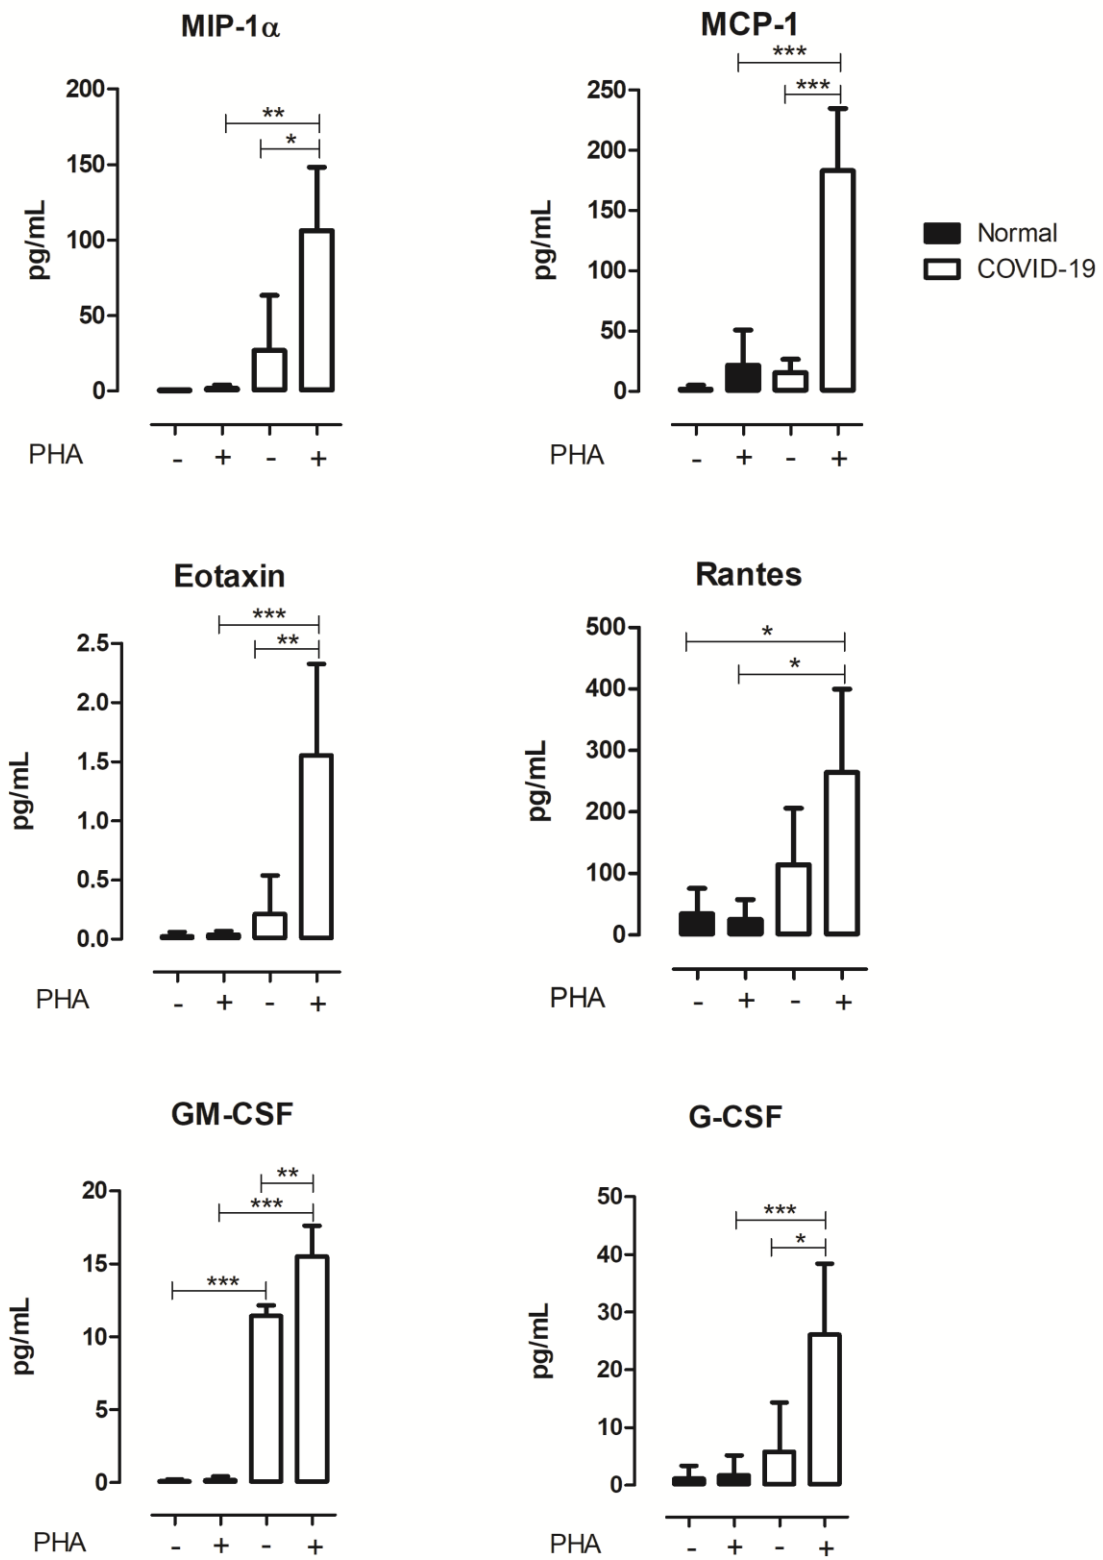 MIP-1α
200
150
100
50
0
pg/mL
**
*
PHA - + - +
MCP-1
250
200
150
100
50
0
pg/mL
***
***
PHA - + - +
Normal
COVID-19
Eotaxin
2.5
2.0
1.5
1.0
0.5
0.0
pg/mL
***
**
PHA - + - +
Rantes
500
400
300
200
100
0
pg/mL
*
*
PHA - + - +
GM-CSF
20
15
10
5
0
pg/mL
**
***
***
PHA - + - +
G-CSF
50
40
30
20
10
0
pg/mL
***
*
PHA - + - +